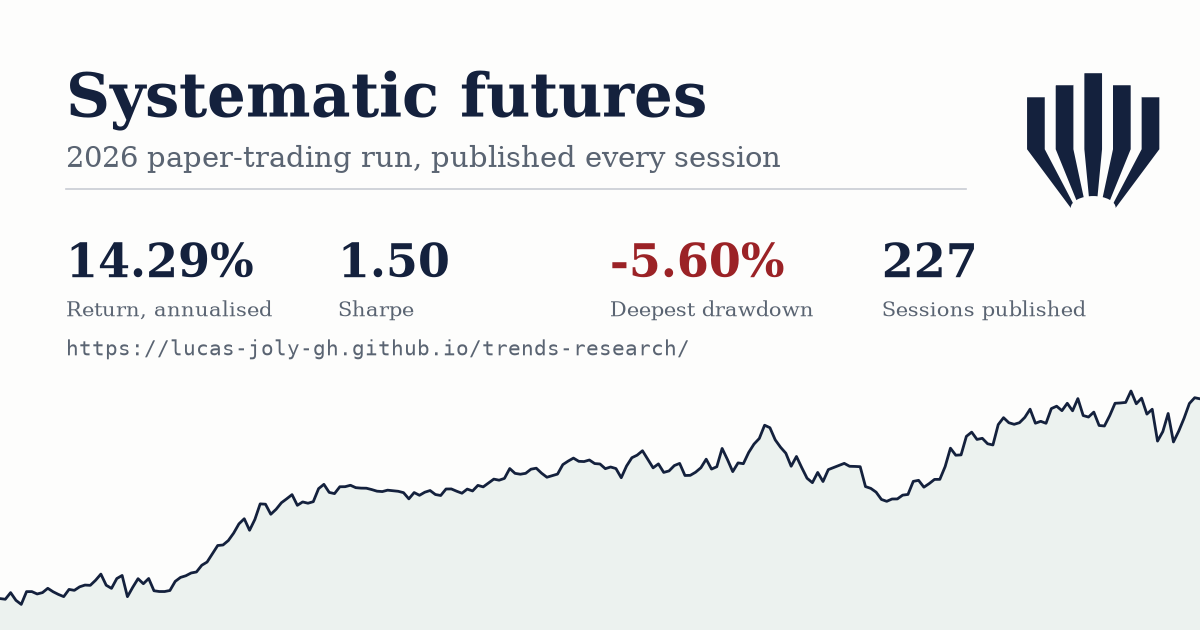 Systematic futures
2026 paper-trading run, published every session
14.29% 1.50 -5.60% 227
Return, annualised Sharpe Deepest drawdown Sessions published
https://lucas-joly-gh.github.io/trends-research/